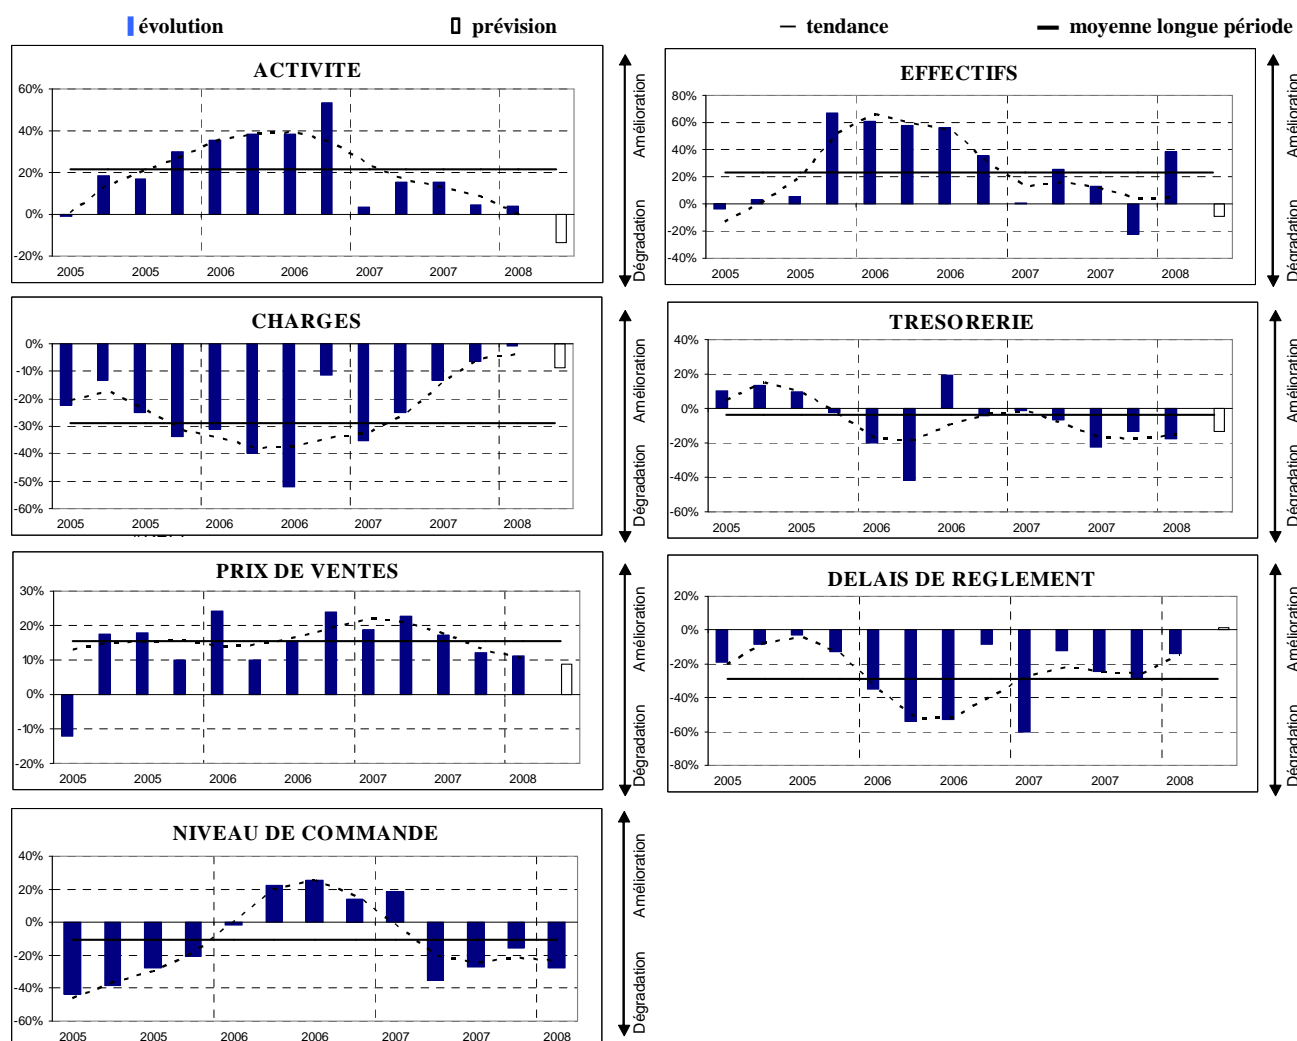 évolution
prévision
tendance
moyenne longue période
ACTIVITE
60%
40%
20%
0%
-20%
2005 2005 2006 2006 2007 2007 2008
Amélioration
Dégradation
EFFECTIFS
80%
60%
40%
20%
0%
-20%
-40%
2005 2005 2006 2006 2007 2007 2008
Amélioration
Dégradation
CHARGES
0%
-10%
-20%
-30%
-40%
-50%
-60%
2005 2005 2006 2006 2007 2007 2008
Amélioration
Dégradation
TRESORERIE
40%
20%
0%
-20%
-40%
-60%
2005 2005 2006 2006 2007 2007 2008
Amélioration
Dégradation
PRIX DE VENTES
30%
20%
10%
0%
-10%
-20%
2005 2005 2006 2006 2007 2007 2008
Amélioration
Dégradation
DELAIS DE REGLEMENT
20%
0%
-20%
-40%
-60%
-80%
2005 2005 2006 2006 2007 2007 2008
Amélioration
Dégradation
NIVEAU DE COMMANDE
40%
20%
0%
-20%
-40%
-60%
2005 2005 2006 2006 2007 2007 2008
Amélioration
Dégradation